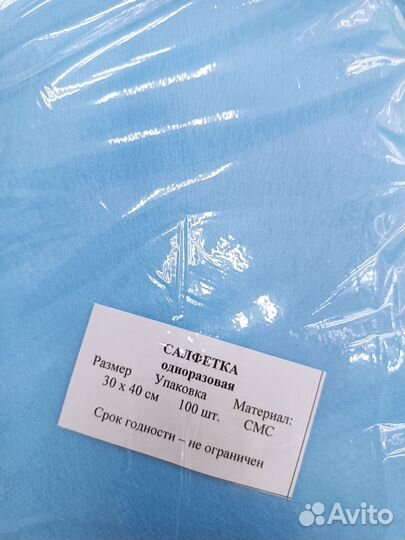 САЛФЕТКА
одноразовая
Размер Упаковка Материал:
30 х 40 см 100 шт. СМС
Срок годности – не ограничен
Avito